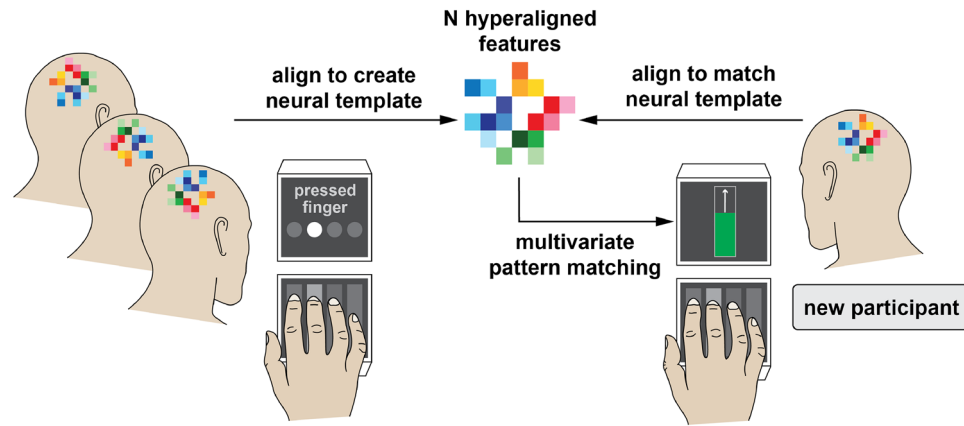 N hyperaligned
features
align to create
neural template
align to match
neural template
pressed
finger
multivariate
pattern matching
new participant